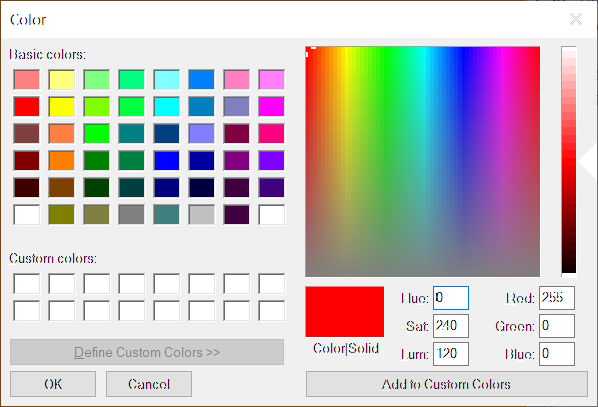 Color
Basic colors:
Custom colors:
Define Custom Colors >>
OK
Cancel
Color|Solid
Hue: 0
Sat: 240
Lum: 120
Red: 255
Green: 0
Blue: 0
Add to Custom Colors